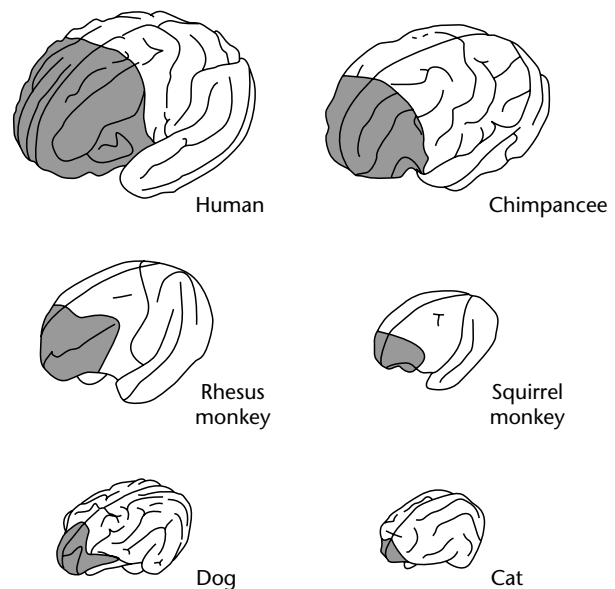 Human
Chimpancee
Rhesus
monkey
Squirrel
monkey
Dog
Cat